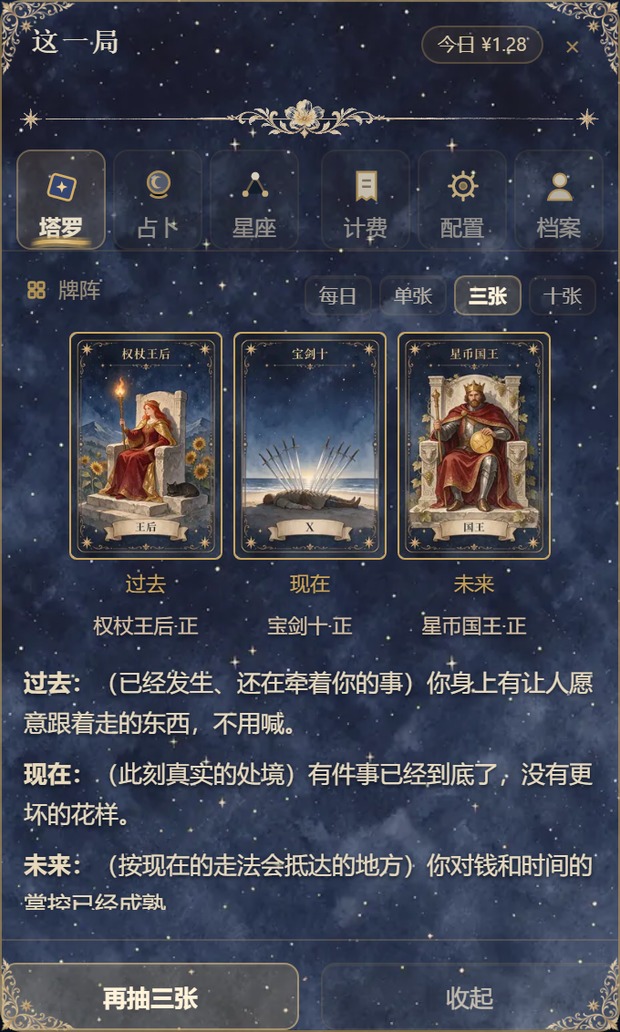 这一局
今日 ¥1.28
×
塔罗
占卜
星座
计费
配置
档案
牌阵
每日
单张
三张
十张
权杖王后
宝剑十
星币国王
王后
X
国王
过去
现在
未来
权杖王后·正
宝剑十·正
星币国王·正
过去：（已经发生、还在牵着你的事）你身上有让人愿
意跟着走的东西，不用喊。
现在：（此刻真实的处境）有件事已经到底了，没有更
坏的花样。
未来：（按现在的走法会抵达的地方）你对钱和时间的
掌控已经成熟
再抽三张
收起